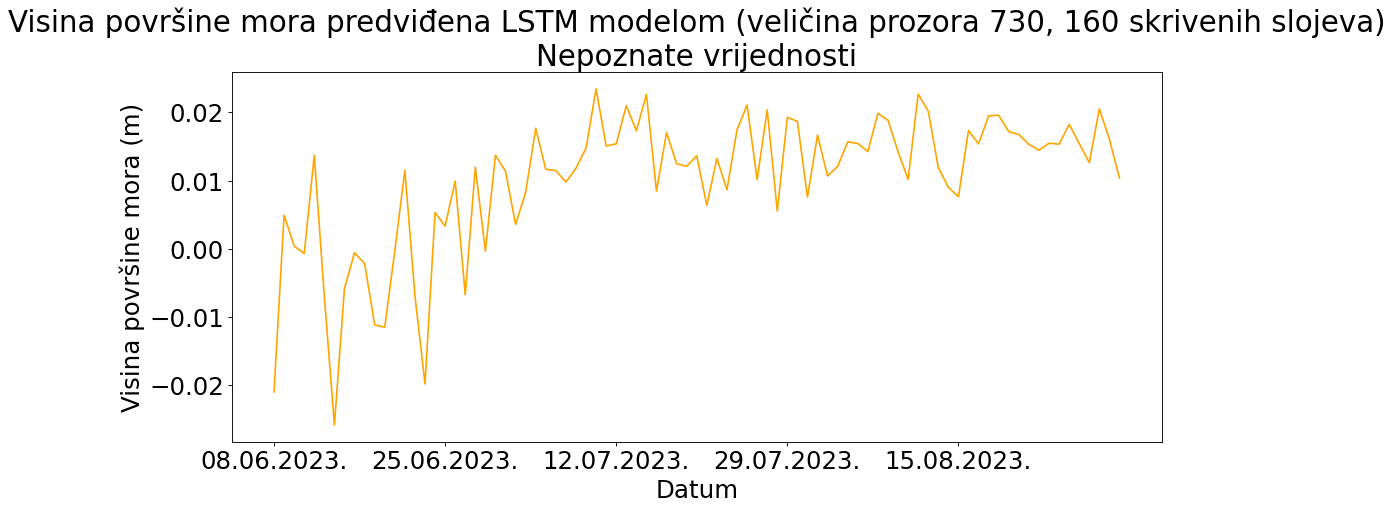 Visina površine mora predviđena LSTM modelom (veličina prozora 730, 160 skrivenih slojeva)
Nepoznate vrijednosti
Visina površine mora (m)
0.02
0.01
0.00
−0.01
−0.02
08.06.2023. 25.06.2023. 12.07.2023. 29.07.2023. 15.08.2023.
Datum